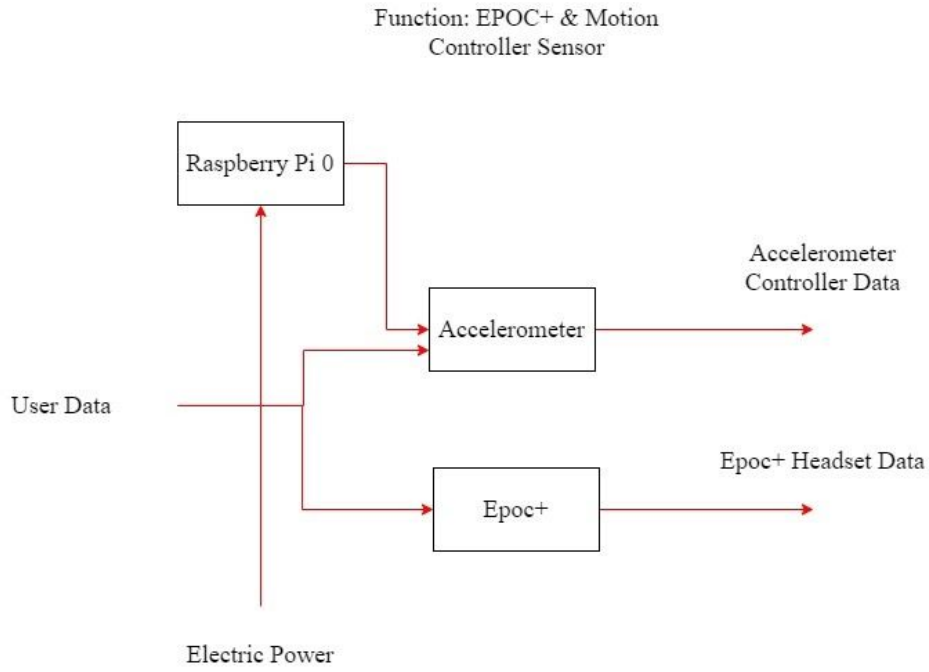 Function: EPOC+ & Motion
Controller Sensor
Raspberry Pi 0
Accelerometer
Controller Data
Accelerometer
User Data
Epoc+ Headset Data
Epoc+
Electric Power